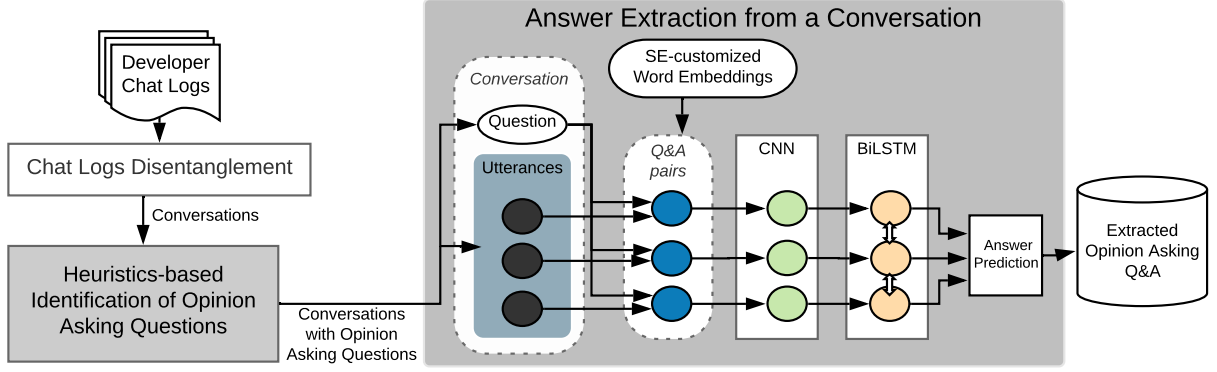 Answer Extraction from a Conversation
Developer
Chat Logs
Chat Logs Disentanglement
Conversations
Heuristics-based
Identification of Opinion
Asking Questions
Conversations
with Opinion
Asking Questions
Conversation
Question
Utterances
SE-customized
Word Embeddings
Q&A
pairs
CNN
BiLSTM
Answer
Prediction
Extracted
Opinion Asking
Q&A